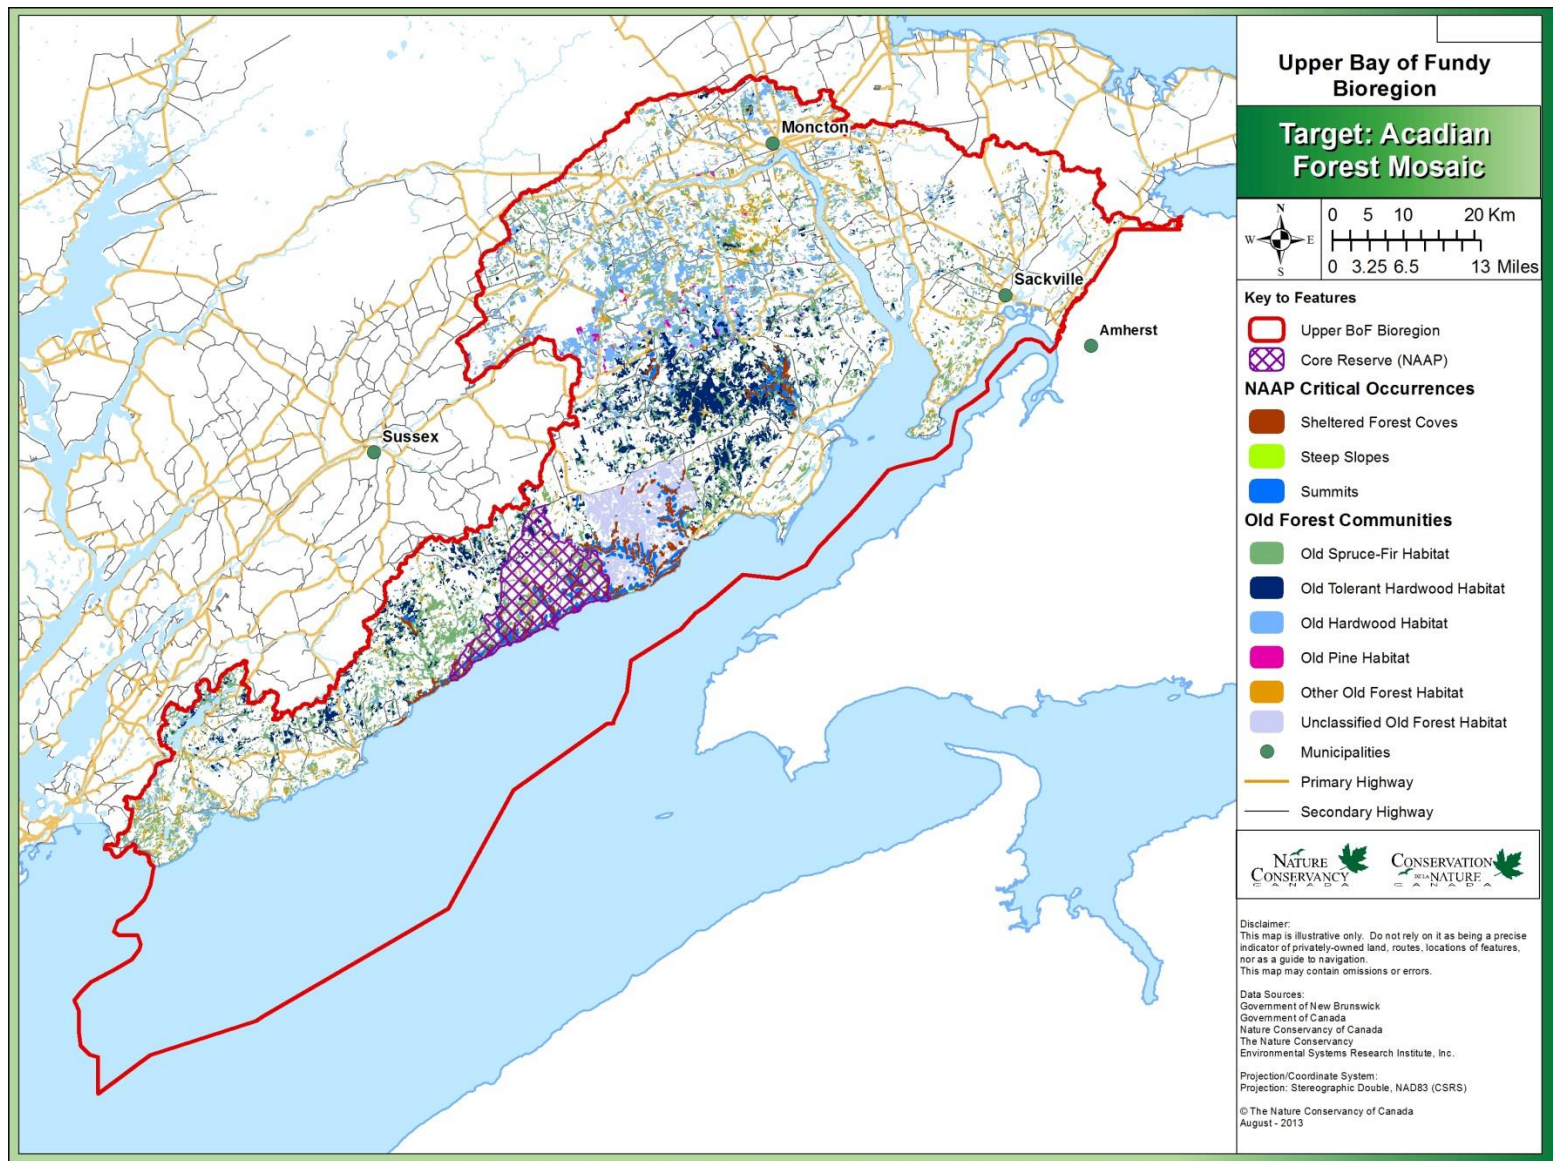 Upper Bay of Fundy
Bioregion
Target: Acadian
Forest Mosaic
N
W E
S
0 5 10 20 Km
0 3.25 6.5 13 Miles
Key to Features
Upper BoF Bioregion
Core Reserve (NAAP)
NAAP Critical Occurrences
Sheltered Forest Coves
Steep Slopes
Summits
Old Forest Communities
Old Spruce-Fir Habitat
Old Tolerant Hardwood Habitat
Old Hardwood Habitat
Old Pine Habitat
Other Old Forest Habitat
Unclassified Old Forest Habitat
Municipalities
Primary Highway
Secondary Highway
NATURE
CONSERVANCY
CANADA
CONSERVATION
DE LA NATURE
CANADA
Disclaimer:
This map is illustrative only. Do not rely on it as being a precise
indicator of privately-owned land, routes, locations of features,
nor as a guide to navigation.
This map may contain omissions or errors.
Data Sources:
Government of New Brunswick
Government of Canada
Nature Conservancy of Canada
The Nature Conservancy
Environmental Systems Research Institute, Inc.
Projection/Coordinate System:
Projection: Stereographic Double, NAD83 (CSRS)
© The Nature Conservancy of Canada
August - 2013
Moncton
Sackville
Amherst
Sussex